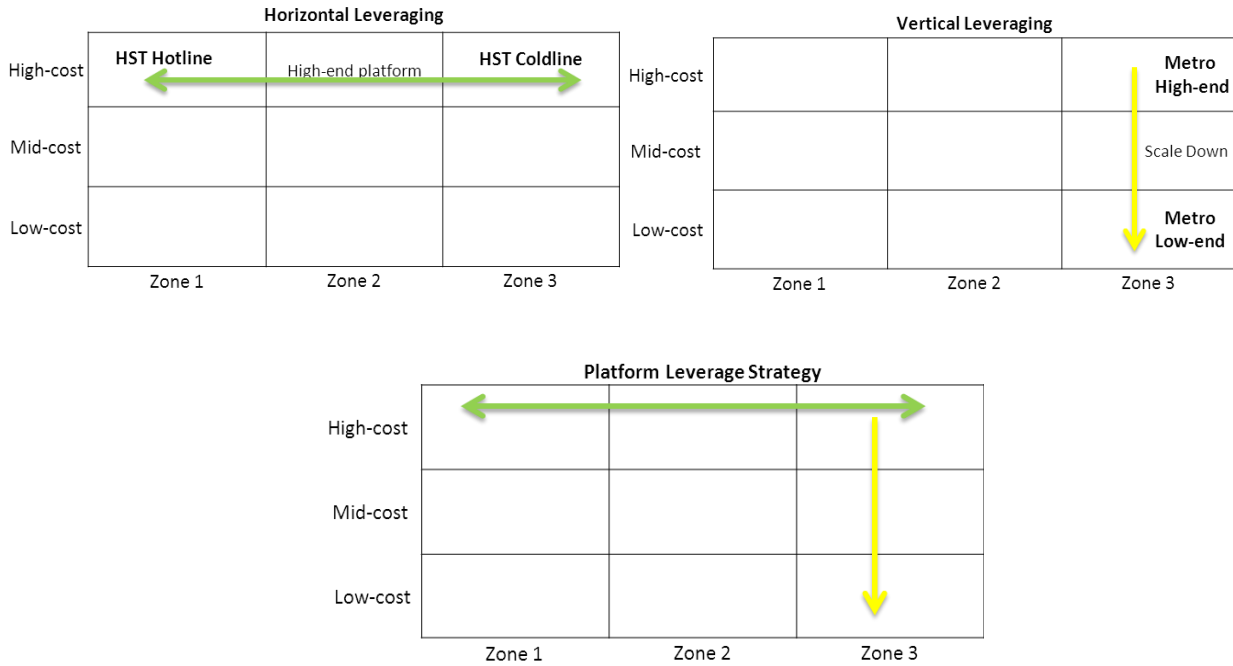 Horizontal Leveraging
High-cost
HST Hotline
High-end platform
HST Coldline
Mid-cost
Low-cost
Zone 1
Zone 2
Zone 3
Vertical Leveraging
High-cost
Metro
High-end
Mid-cost
Scale Down
Low-cost
Metro
Low-end
Zone 1
Zone 2
Zone 3
Platform Leverage Strategy
High-cost
Mid-cost
Low-cost
Zone 1
Zone 2
Zone 3